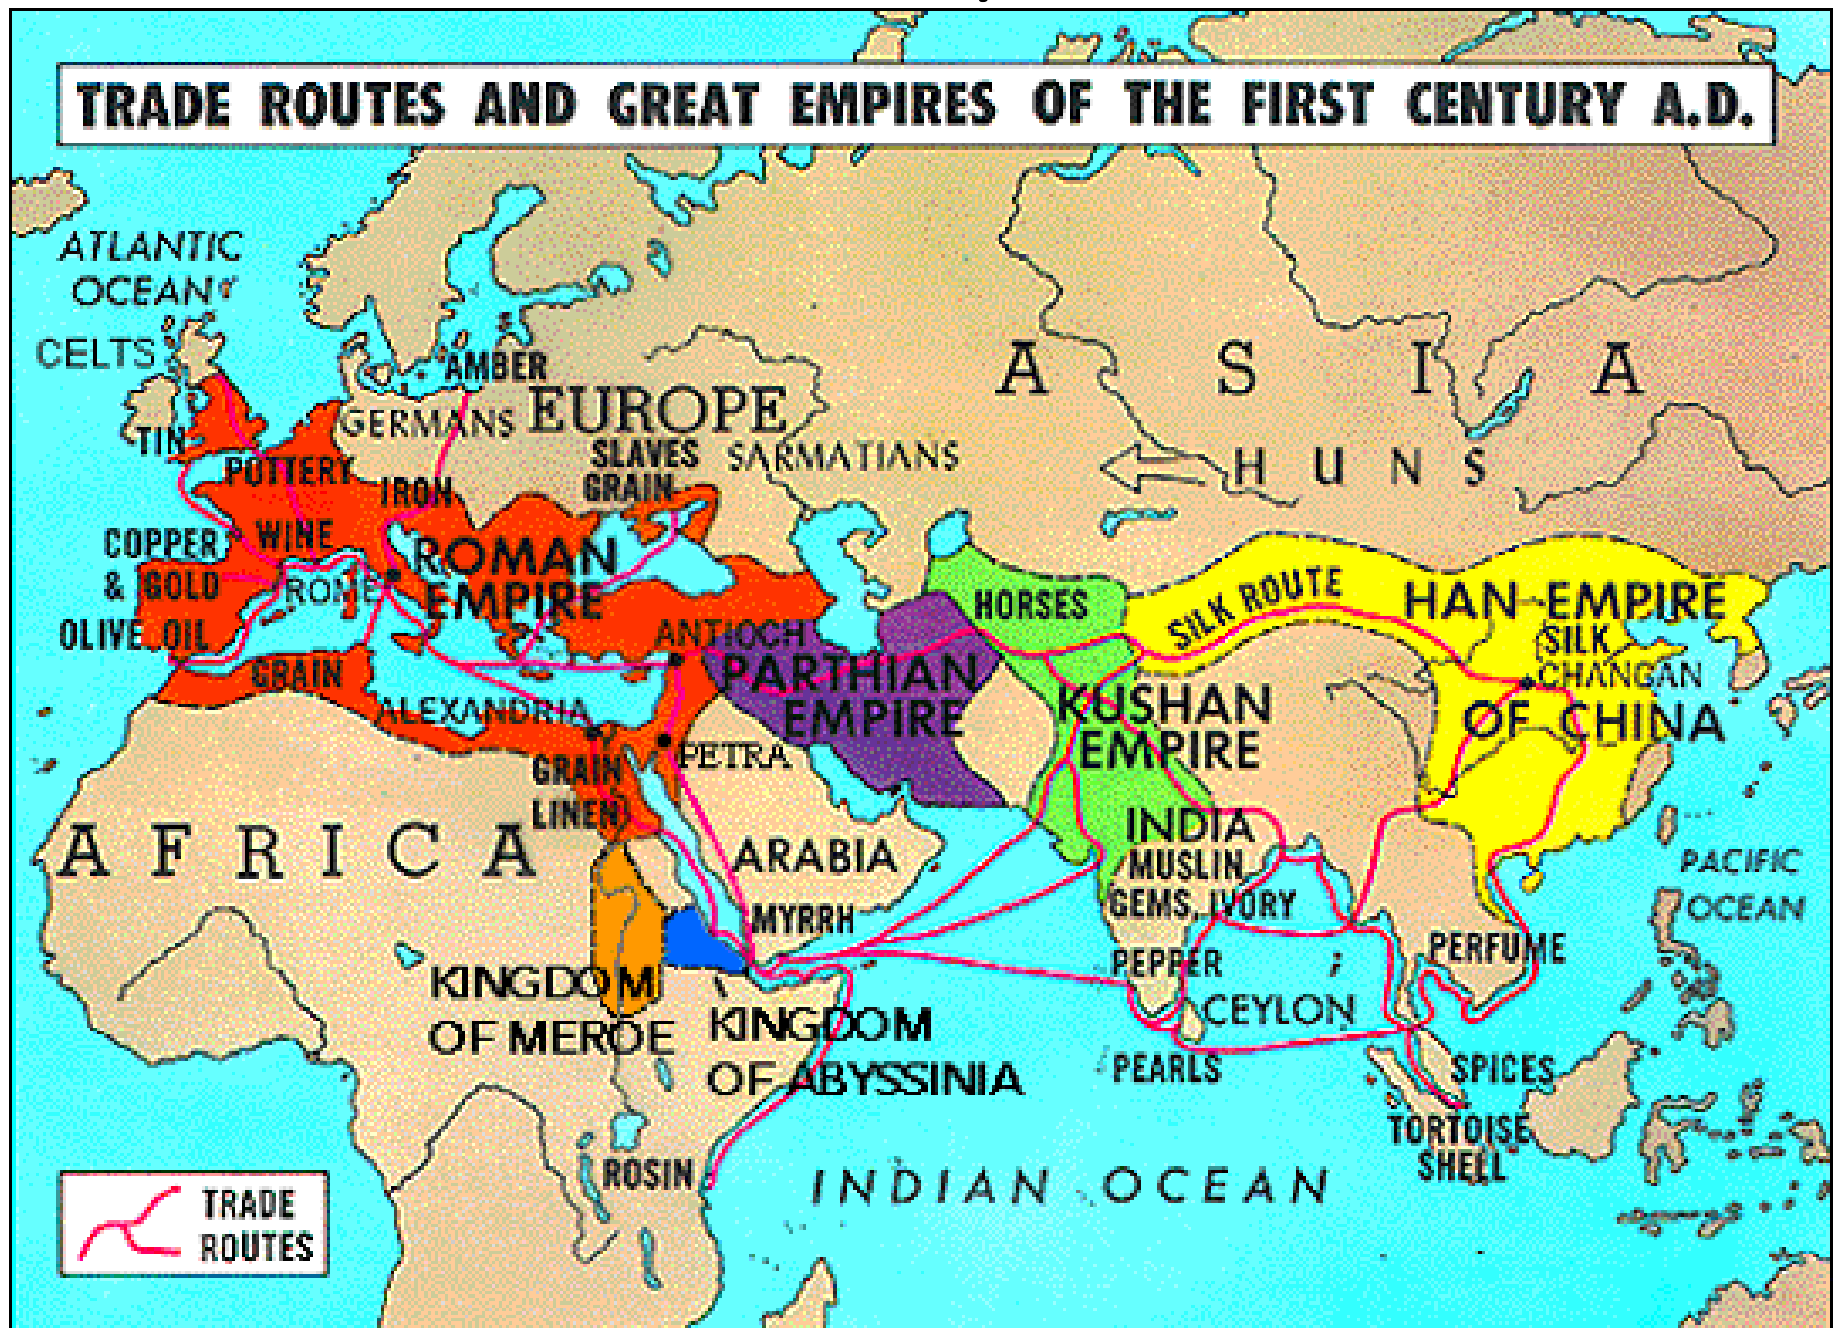 TRADE ROUTES AND GREAT EMPIRES OF THE FIRST CENTURY A.D.
ATLANTIC
OCEAN
CELTS
AMBER
EUROPE
GERMANS
TIN
SLAVES
GRAIN
SARMATIANS
A S I A
H U N S
POTTERY
IRON
COPPER
& GOLD
WINE
ROMAN
EMPIRE
ROME
OLIVE OIL
GRAIN
ANTIOCH
ALEXANDRIA
PARTHIAN
EMPIRE
HORSES
SILK ROUTE
HAN EMPIRE
SILK
CHANGAN
OF CHINA
KUSHAN
EMPIRE
GRAIN
LINEN
PETRA
AFRICA
ARABIA
MYRRH
INDIA
MUSLIN
GEMS, IVORY
PACIFIC
OCEAN
PEPPER
PERFUME
CEYLON
PEARLS
KINGDOM
OF MEROE
KINGDOM
OF ABYSSINIA
SPICES
TORTOISE
SHELL
ROSIN
INDIAN OCEAN
TRADE
ROUTES